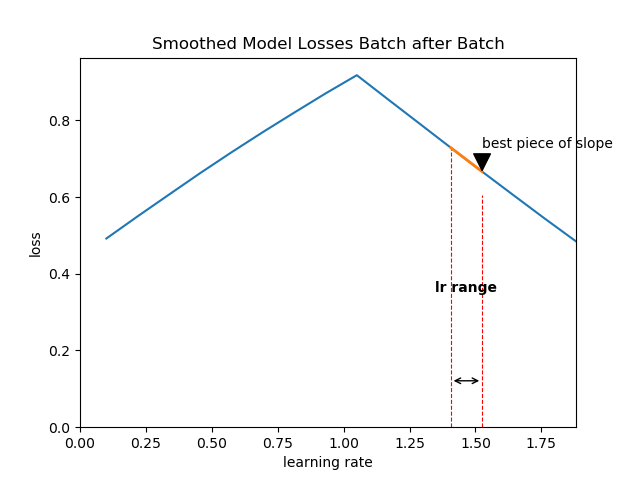 Smoothed Model Losses Batch after Batch
best piece of slope
lr range
loss
0.8
0.6
0.4
0.2
0.0
0.00 0.25 0.50 0.75 1.00 1.25 1.50 1.75
learning rate